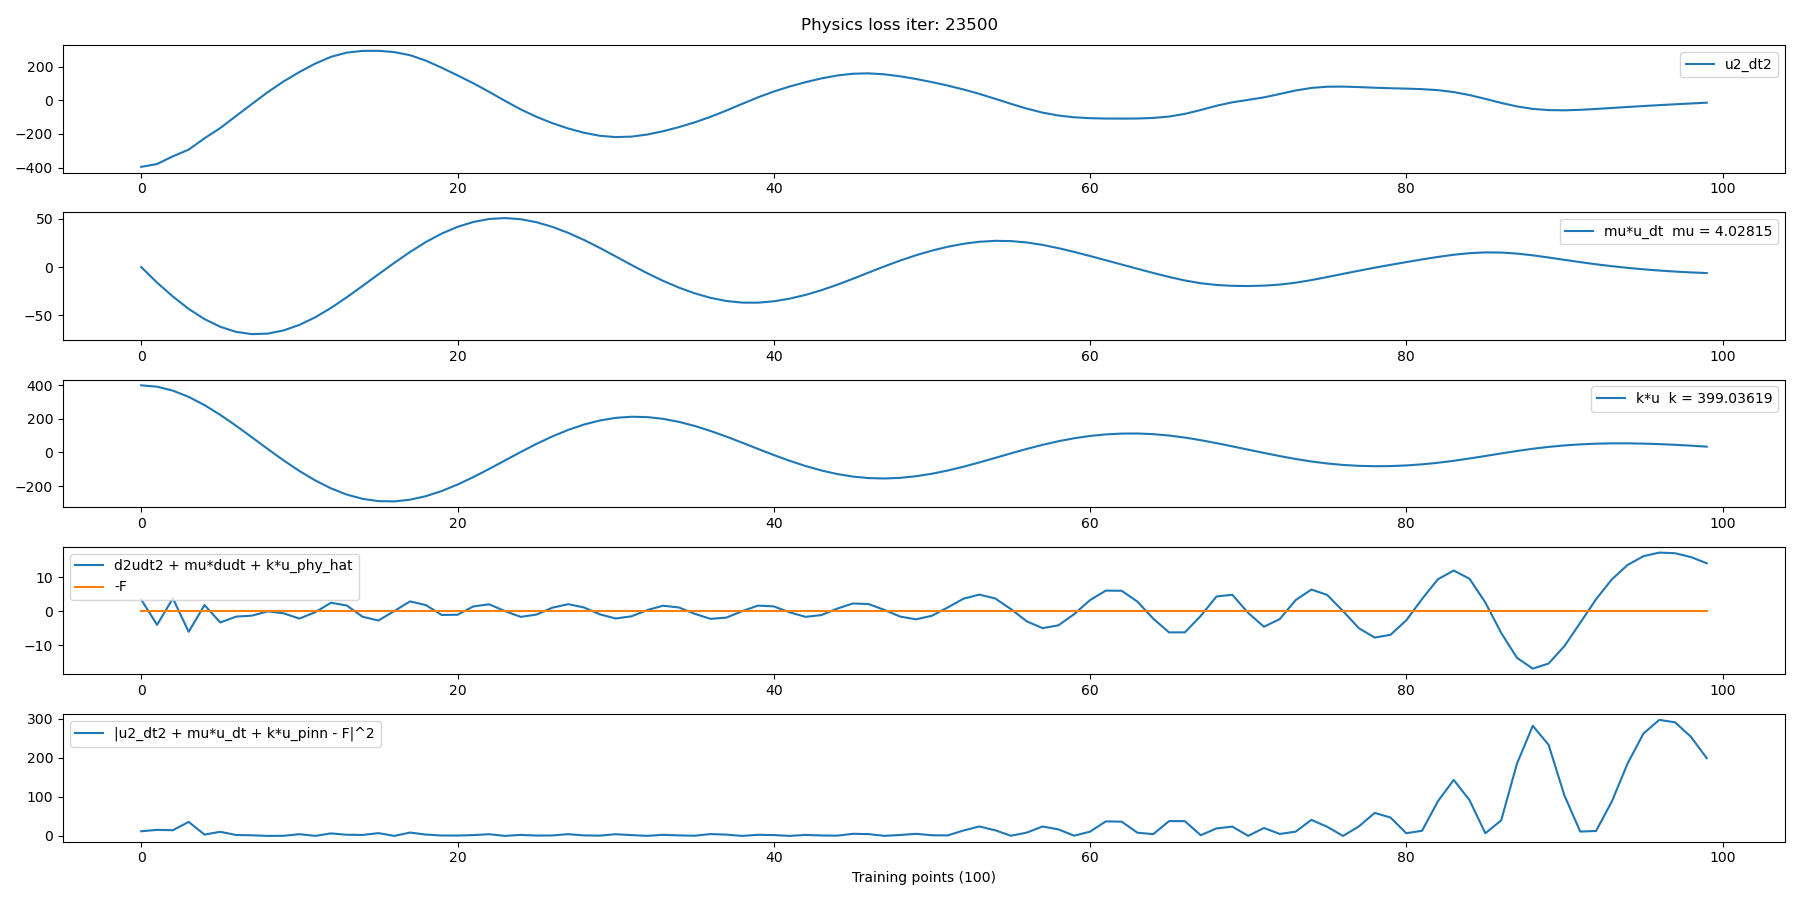 Physics loss iter: 23500
200
0
−200
−400
u2_dt2
0 20 40 60 80 100
50
0
−50
mu*u_dt  mu = 4.02815
0 20 40 60 80 100
400
200
0
−200
k*u  k = 399.03619
0 20 40 60 80 100
10
0
−10
d2udt2 + mu*dudt + k*u_phy_hat
-F
0 20 40 60 80 100
300
200
100
0
|u2_dt2 + mu*u_dt + k*u_pinn - F|^2
0 20 40 60 80 100
Training points (100)